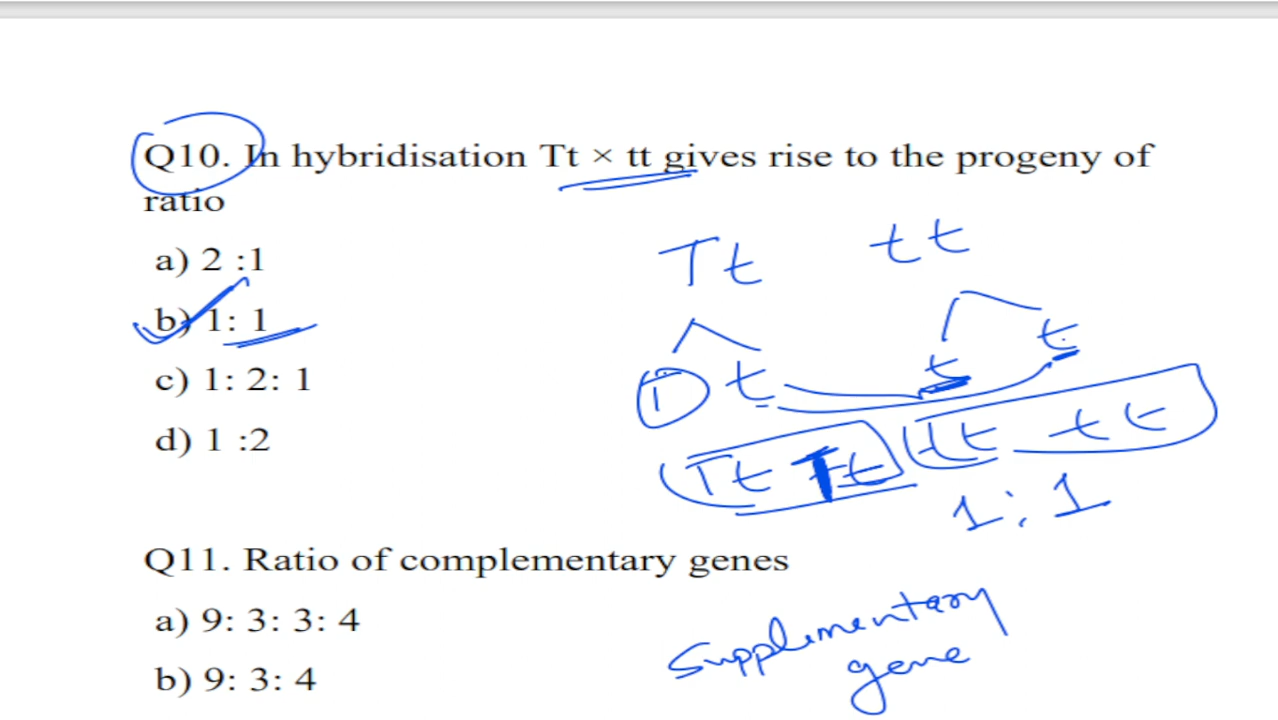 Q10. In hybridisation Tt × tt gives rise to the progeny of
ratio
a) 2 :1
b) 1: 1
c) 1: 2: 1
d) 1 :2
Tt tt
T t t t
Tt Tt tt tt
1:1
Q11. Ratio of complementary genes
a) 9: 3: 3: 4
b) 9: 3: 4
Supplementary
gene